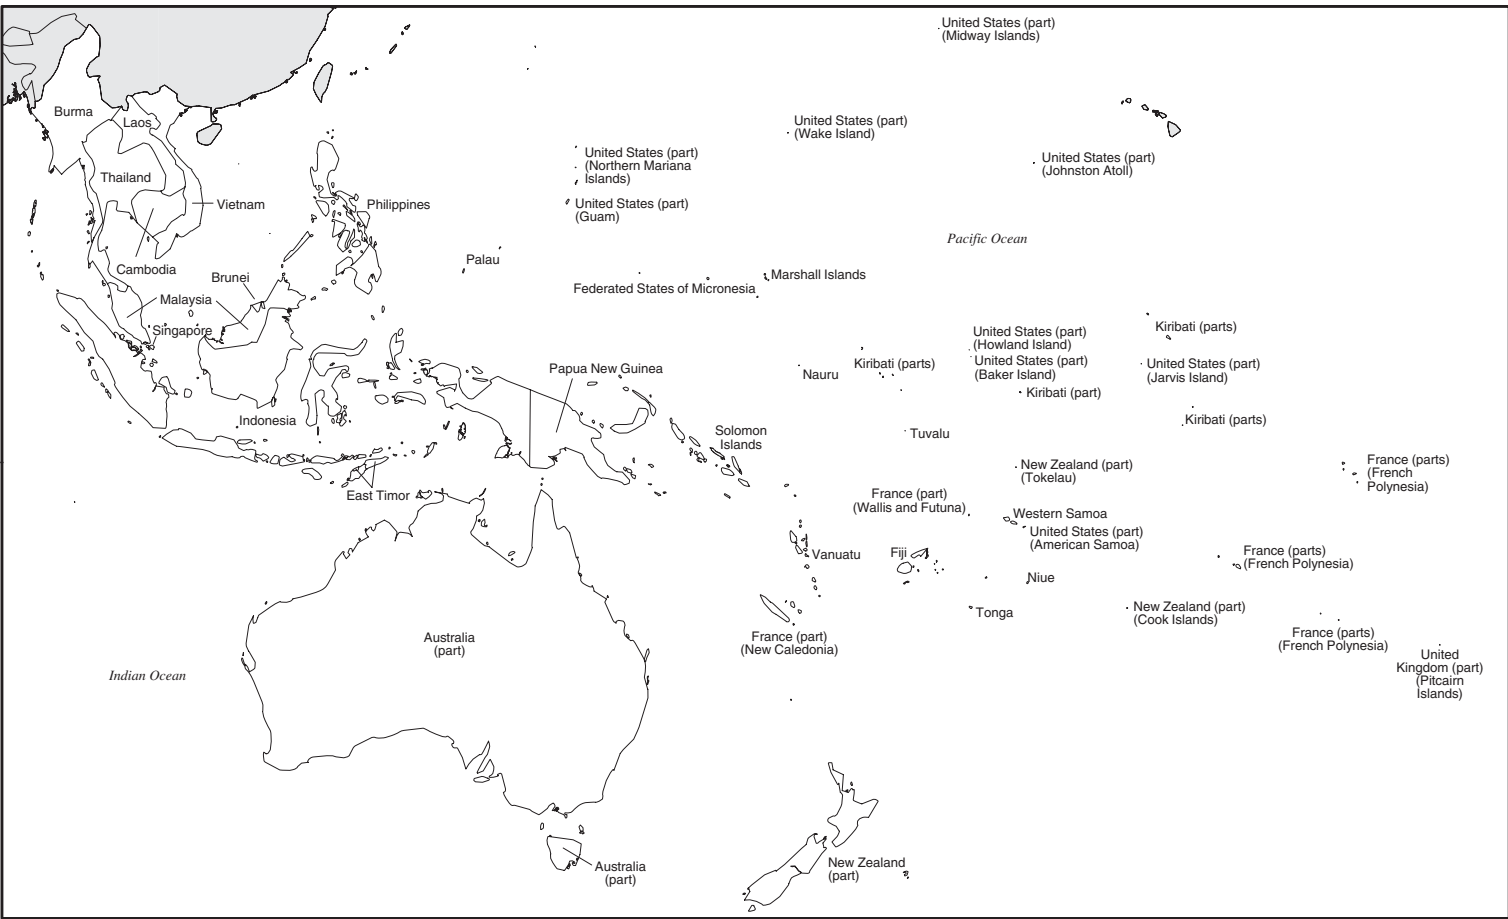 United States (part)
(Midway Islands)
Burma
Laos
United States (part)
(Wake Island)
United States (part)
(Northern Mariana
Islands)
United States (part)
(Johnston Atoll)
Thailand
Vietnam
Philippines
United States (part)
(Guam)
Pacific Ocean
Cambodia
Palau
Brunei
Marshall Islands
Federated States of Micronesia
Malaysia
Singapore
Kiribati (parts)
United States (part)
(Howland Island)
United States (part)
(Baker Island)
Kiribati (parts)
United States (part)
(Jarvis Island)
Papua New Guinea
Nauru
Kiribati (part)
Indonesia
Kiribati (parts)
Solomon
Islands
Tuvalu
New Zealand (part)
(Tokelau)
France (parts)
(French
Polynesia)
East Timor
France (part)
(Wallis and Futuna)
Western Samoa
United States (part)
(American Samoa)
Vanuatu
Fiji
France (parts)
(French Polynesia)
Niue
Tonga
New Zealand (part)
(Cook Islands)
Australia
(part)
France (part)
(New Caledonia)
France (parts)
(French Polynesia)
United
Kingdom (part)
(Pitcairn
Islands)
Indian Ocean
Australia
(part)
New Zealand
(part)